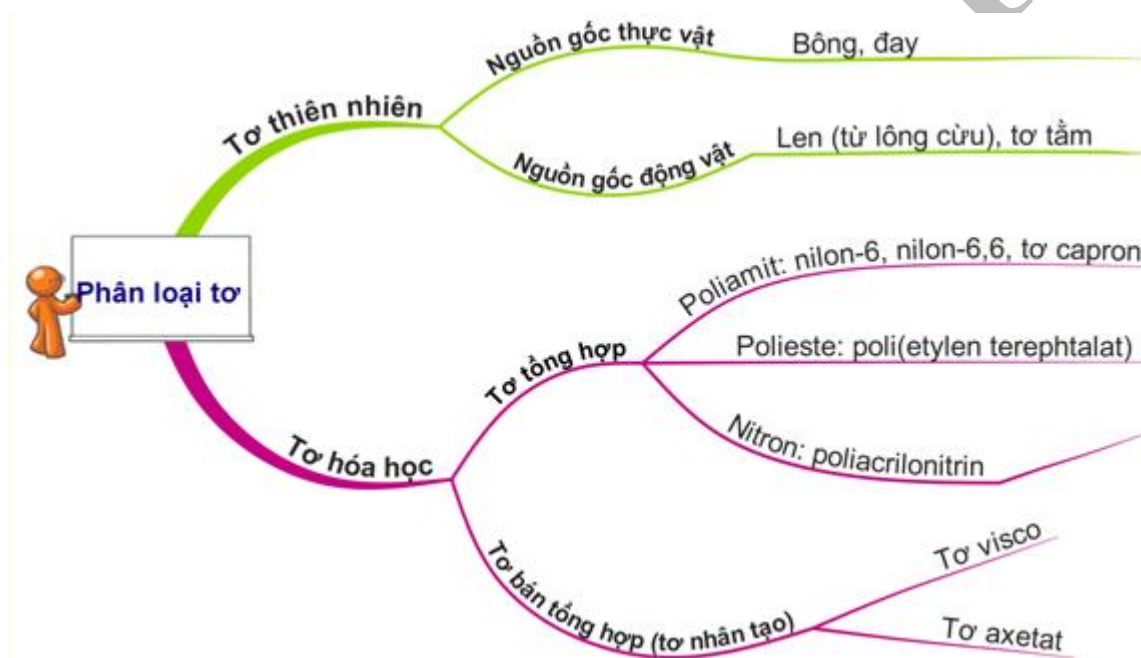 Phân loại tơ
Tơ thiên nhiên
Nguồn gốc thực vật
Bông, đay
Nguồn gốc động vật
Len (từ lông cừu), tơ tằm
Tơ hóa học
Tơ tổng hợp
Poliamit: nilon-6, nilon-6,6, tơ capron
Polieste: poli(etylen terephtalat)
Nitron: poliacrilonitrin
Tơ bán tổng hợp (tơ nhân tạo)
Tơ visco
Tơ axetat